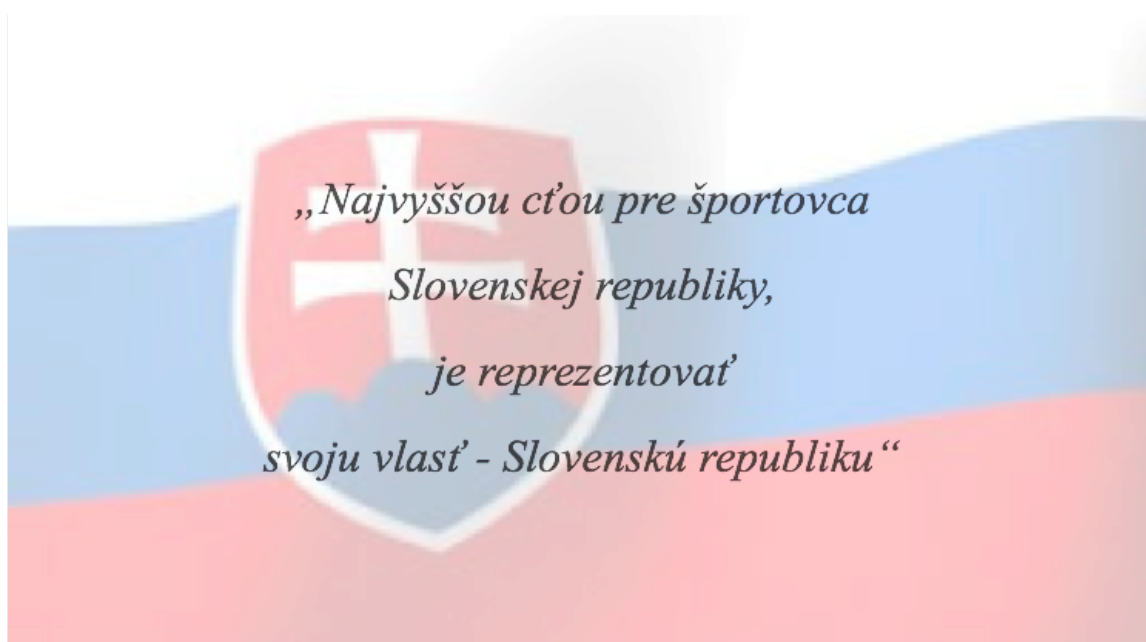 „Najvyššou cťou pre športovca
Slovenskej republiky,
je reprezentovať
svoju vlasť - Slovenskú republiku“